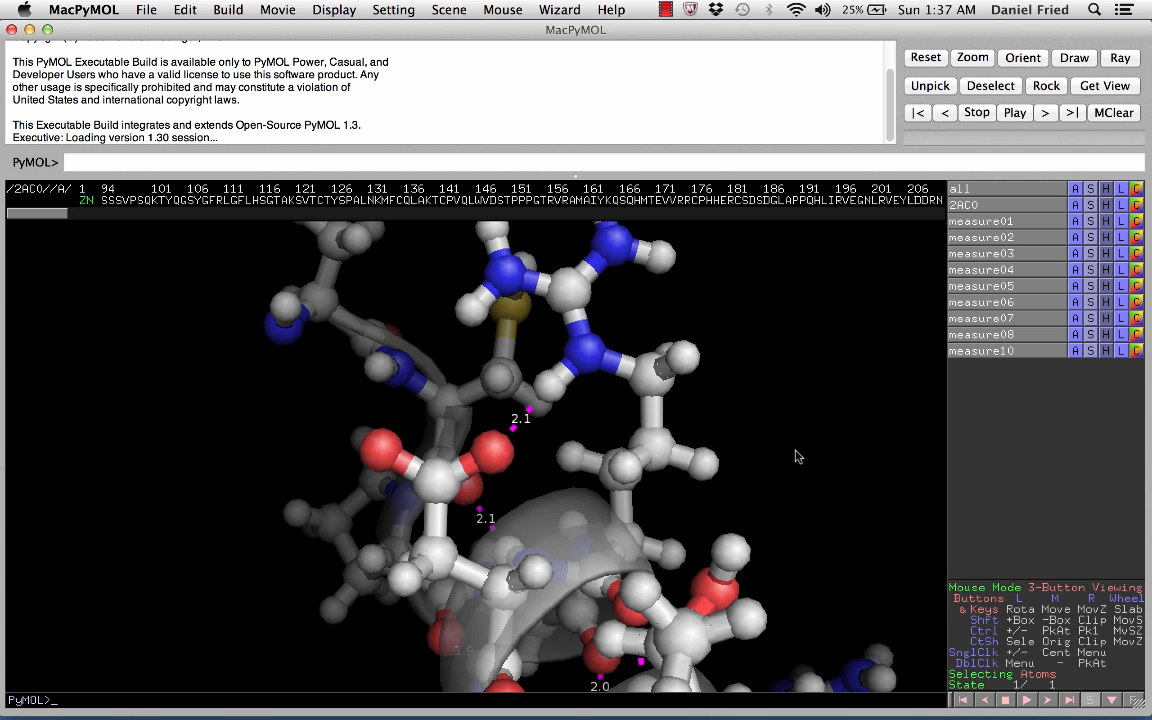 MacPyMOL File Edit Build Movie Display Setting Scene Mouse Wizard Help 25% Sun 1:37 AM Daniel Fried
MacPyMOL
This PyMOL Executable Build is available only to PyMOL Power, Casual, and
Developer Users who have a valid license to use this software product. Any
other usage is specifically prohibited and may constitute a violation of
United States and international copyright laws.
This Executable Build integrates and extends Open-Source PyMOL 1.3.
Executive: Loading version 1.30 session...
Reset Zoom Orient Draw Ray
Unpick Deselect Rock Get View
|< < Stop Play > >| MClear
PyMOL>
/2AC0//A/ 1 94 101 106 111 116 121 126 131 136 141 146 151 156 161 166 171 176 181 186 191 196 201 206
ZN SSSVPSQKTYQGSYGFRLGFLHSGTAKSVTCTYSPALNKMFCQLAKTCPVQLWVDSTPPPGTRVRAMAIYKQSQHMTEVVRRCPHHERCSDSDGLAPPQHLIRVEGNLRVEYLDDRN
all A S H L C
2AC0 A S H L C
measure01 A S H L C
measure02 A S H L C
measure03 A S H L C
measure04 A S H L C
measure05 A S H L C
measure06 A S H L C
measure07 A S H L C
measure08 A S H L C
measure10 A S H L C
2.1
2.1
1.9
2.0
Mouse Mode 3-Button Viewing
Buttons L M R Wheel
& Keys Rota Move MovZ Slab
Shft +Box -Box Clip MovS
Ctrl +/- PkAt Pk1 MvSZ
CtSh Sele Orig Clip MovZ
SnglClk +/- Cent Menu
DblClk Menu - PkAt
Selecting Atoms
State 1/ 1
PyMOL>_
S